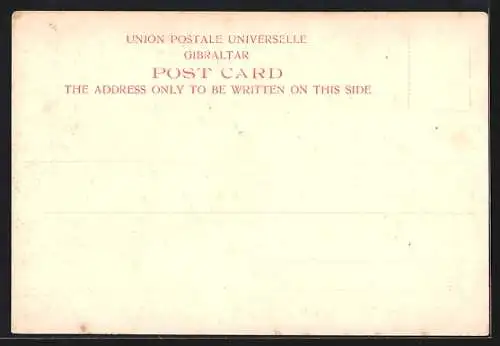 UNION POSTALE UNIVERSELLE
GIBRALTAR
POST CARD
THE ADDRESS ONLY TO BE WRITTEN ON THIS SIDE